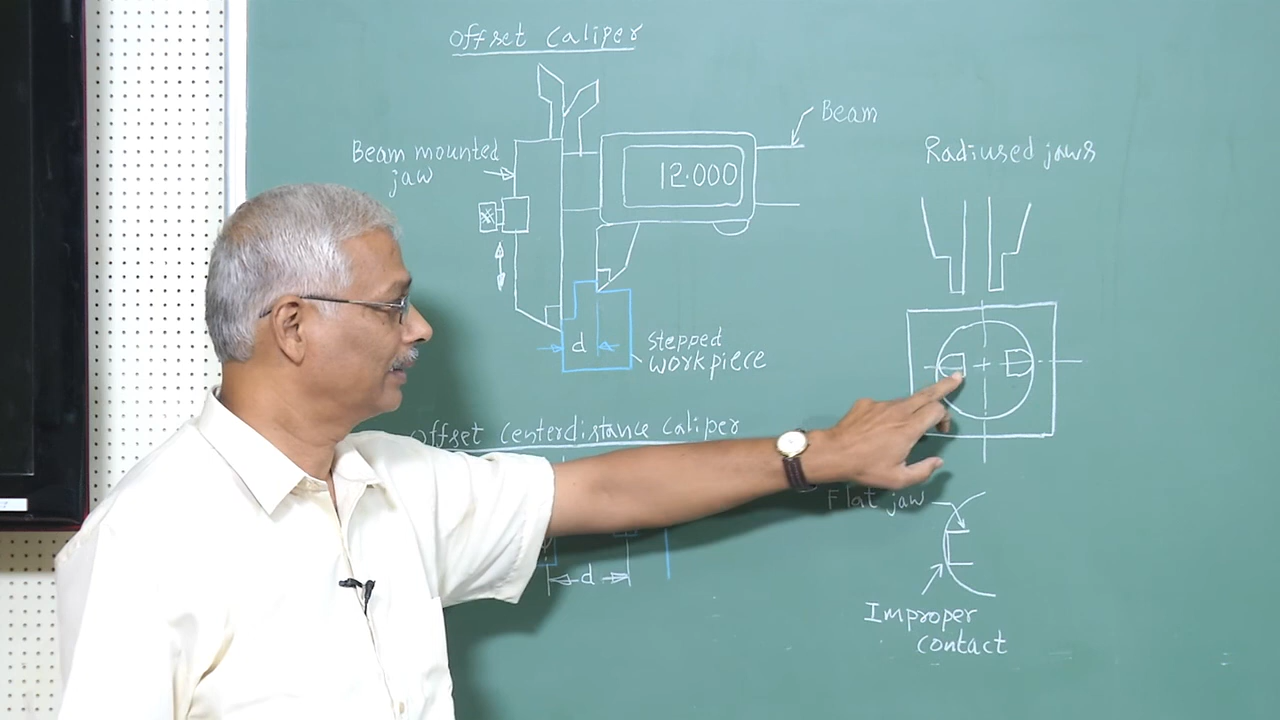 Offset Caliper
Beam
Beam mounted
jaw
12.000
Radiused jaws
d
stepped
workpiece
Offset Centerdistance Caliper
Flat jaw
d
Improper
contact